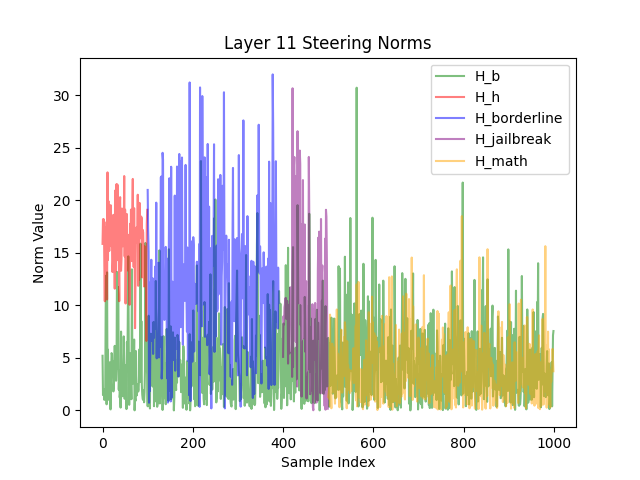 Layer 11 Steering Norms
Norm Value
30
25
20
15
10
5
0
0 200 400 600 800 1000
Sample Index
H_b
H_h
H_borderline
H_jailbreak
H_math